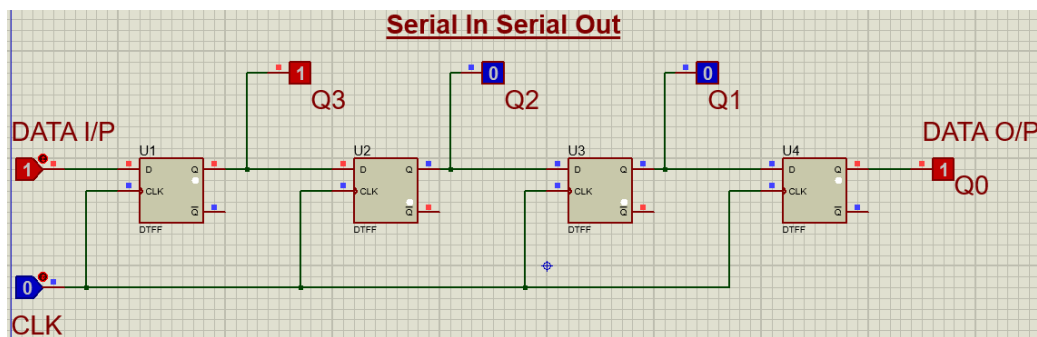 Serial In Serial Out
1
0
0
Q3
Q2
Q1
DATA I/P
DATA O/P
U1
U2
U3
U4
1
D Q
D Q
D Q
D Q
1
CLK
CLK
CLK
CLK
Q0
Q
Q
Q
Q
DTFF
DTFF
DTFF
DTFF
0
CLK